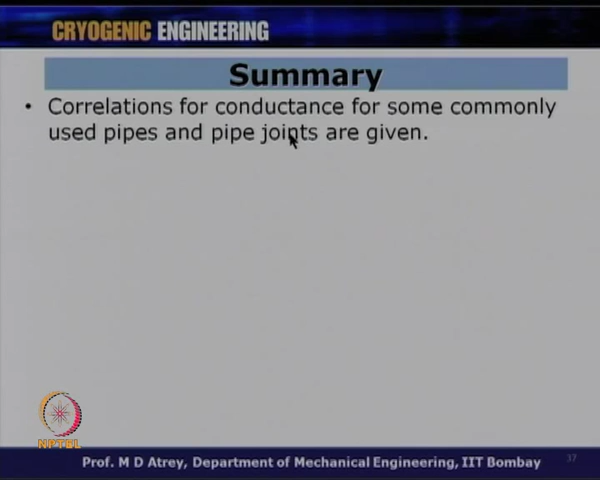 CRYOGENIC ENGINEERING
Summary
• Correlations for conductance for some commonly
used pipes and pipe joints are given.
NPTEL
Prof. M D Atrey, Department of Mechanical Engineering, IIT Bombay
37